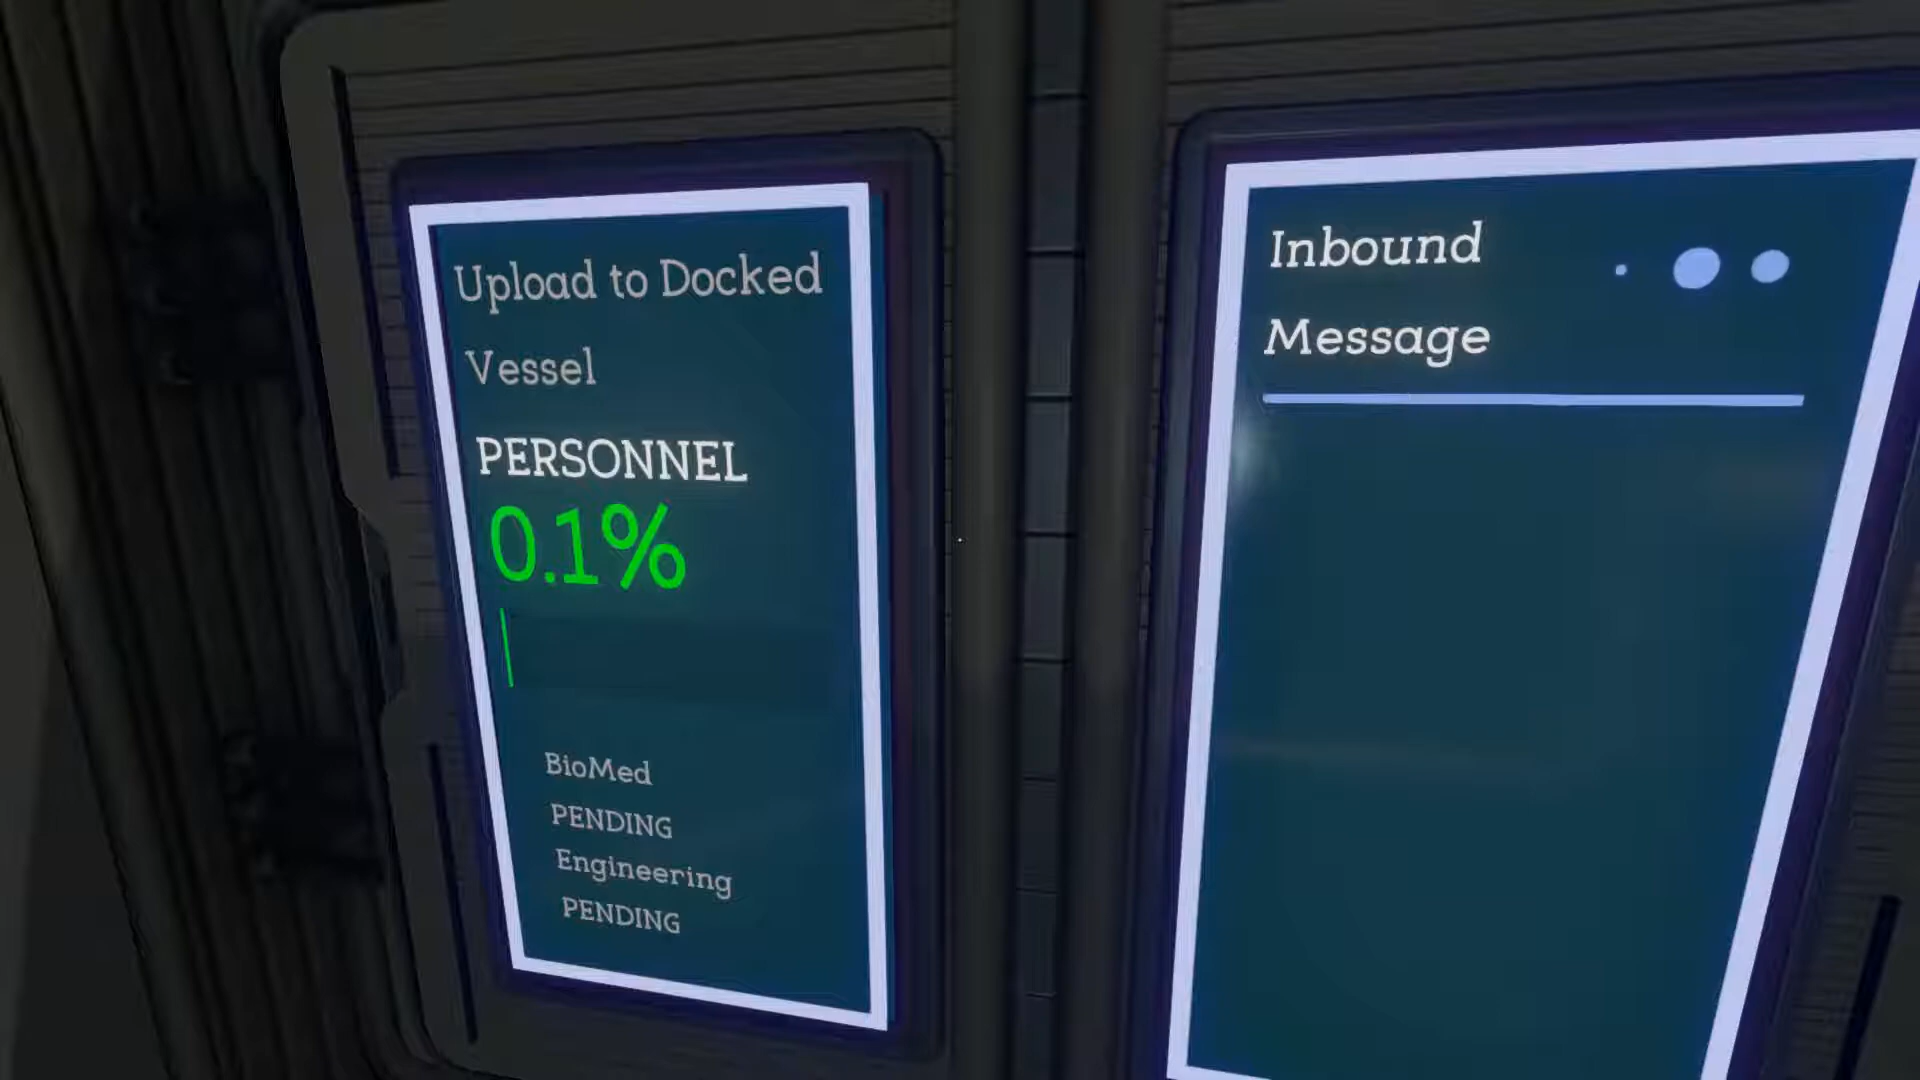 Upload to Docked
Vessel
PERSONNEL
0.1%
BioMed
PENDING
Engineering
PENDING
Inbound
Message